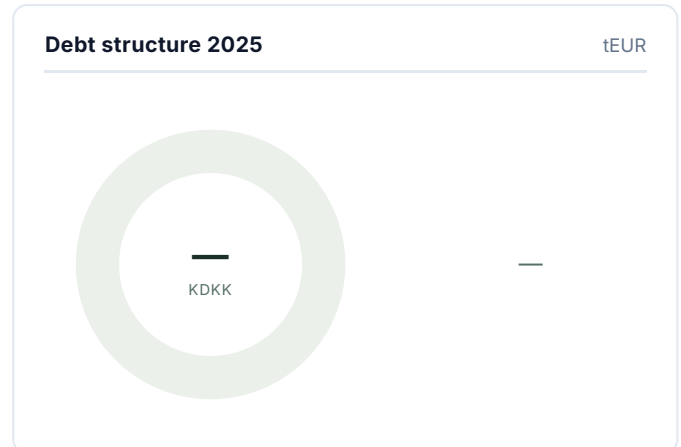 Debt structure 2025
tEUR
—
KDKK
—